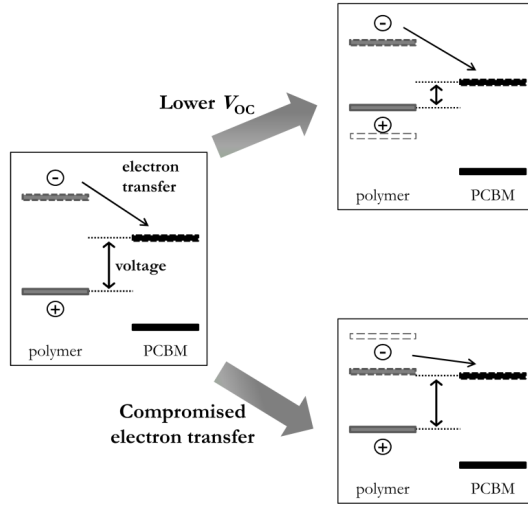 Lower VOC
electron
transfer
voltage
polymer
PCBM
polymer
PCBM
Compromised
electron transfer
polymer
PCBM